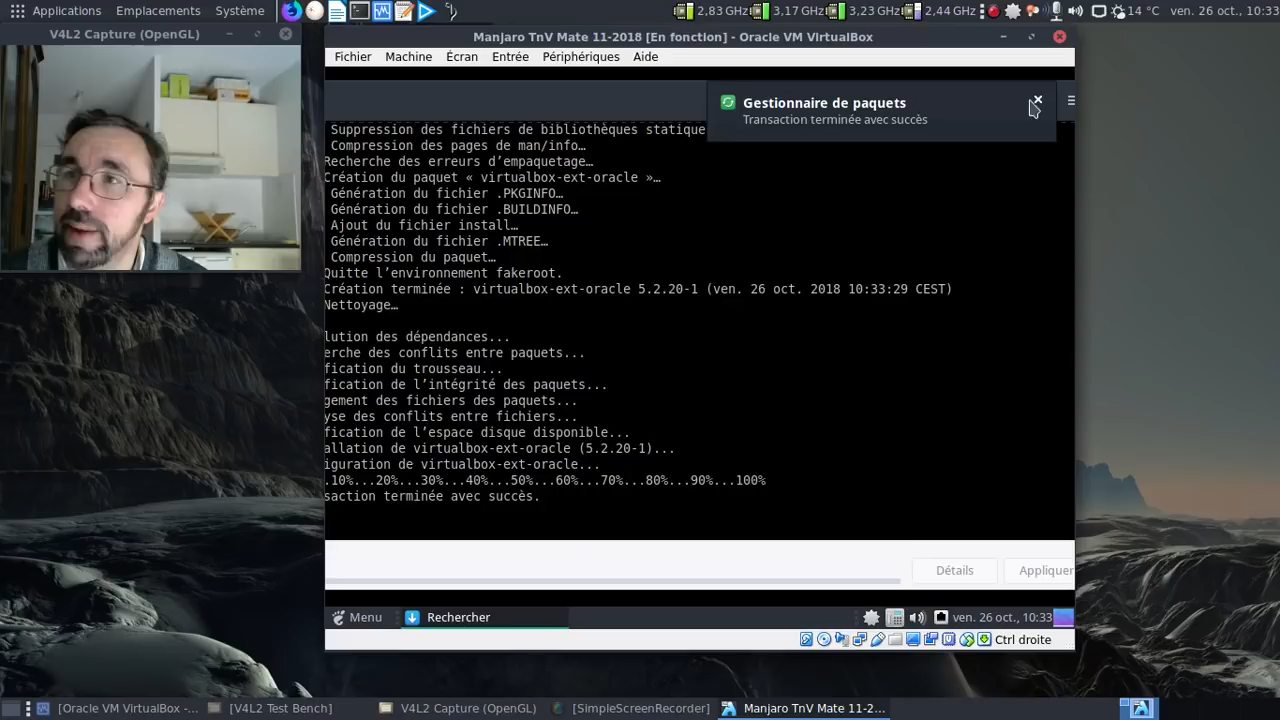 Applications Emplacements Système 2,83 GHz 3,17 GHz 3,23 GHz 2,44 GHz 14 °C ven. 26 oct., 10:33
V4L2 Capture (OpenGL)
Manjaro TnV Mate 11-2018 [En fonction] - Oracle VM VirtualBox
Fichier Machine Écran Entrée Périphériques Aide
Gestionnaire de paquets
Transaction terminée avec succès
Suppression des fichiers de bibliothèques statique
Compression des pages de man/info…
Recherche des erreurs d’empaquetage…
Création du paquet « virtualbox-ext-oracle »…
Génération du fichier .PKGINFO…
Génération du fichier .BUILDINFO…
Ajout du fichier install…
Génération du fichier .MTREE…
Compression du paquet…
Quitte l’environnement fakeroot.
Création terminée : virtualbox-ext-oracle 5.2.20-1 (ven. 26 oct. 2018 10:33:29 CEST)
Nettoyage…
lution des dépendances...
erche des conflits entre paquets...
fication du trousseau...
fication de l'intégrité des paquets...
gement des fichiers des paquets...
yse des conflits entre fichiers...
fication de l'espace disque disponible...
allation de virtualbox-ext-oracle (5.2.20-1)...
iguration de virtualbox-ext-oracle...
.10%...20%...30%...40%...50%...60%...70%...80%...90%...100%
saction terminée avec succès.
Détails Appliquer
Menu Rechercher ven. 26 oct., 10:33
Ctrl droite
[Oracle VM VirtualBox -... [V4L2 Test Bench] V4L2 Capture (OpenGL) [SimpleScreenRecorder] Manjaro TnV Mate 11-2...